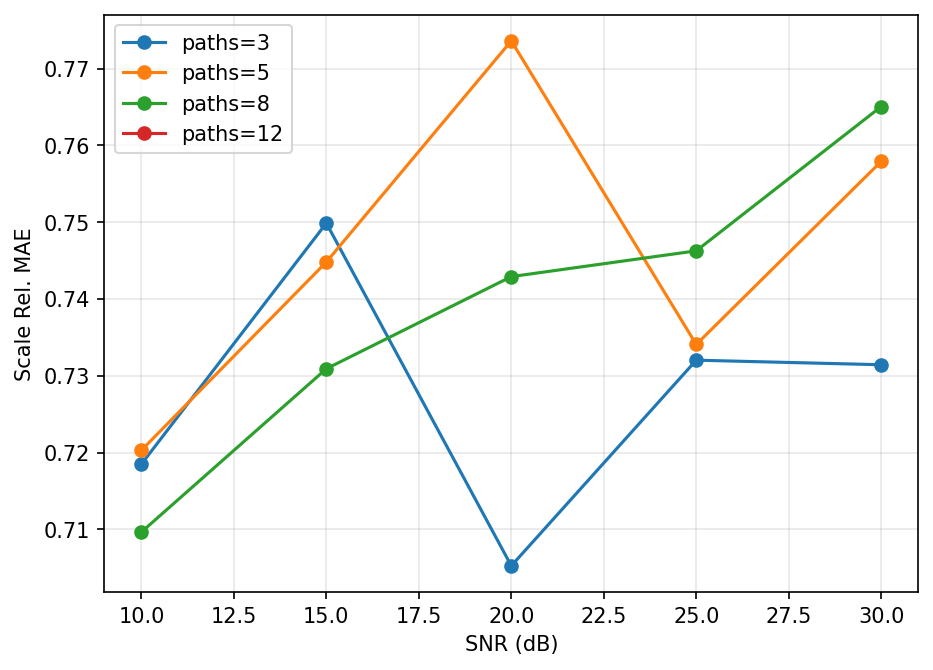 paths=3
paths=5
paths=8
paths=12
0.77
0.76
0.75
0.74
0.73
0.72
0.71
Scale Rel. MAE
10.0 12.5 15.0 17.5 20.0 22.5 25.0 27.5 30.0
SNR (dB)